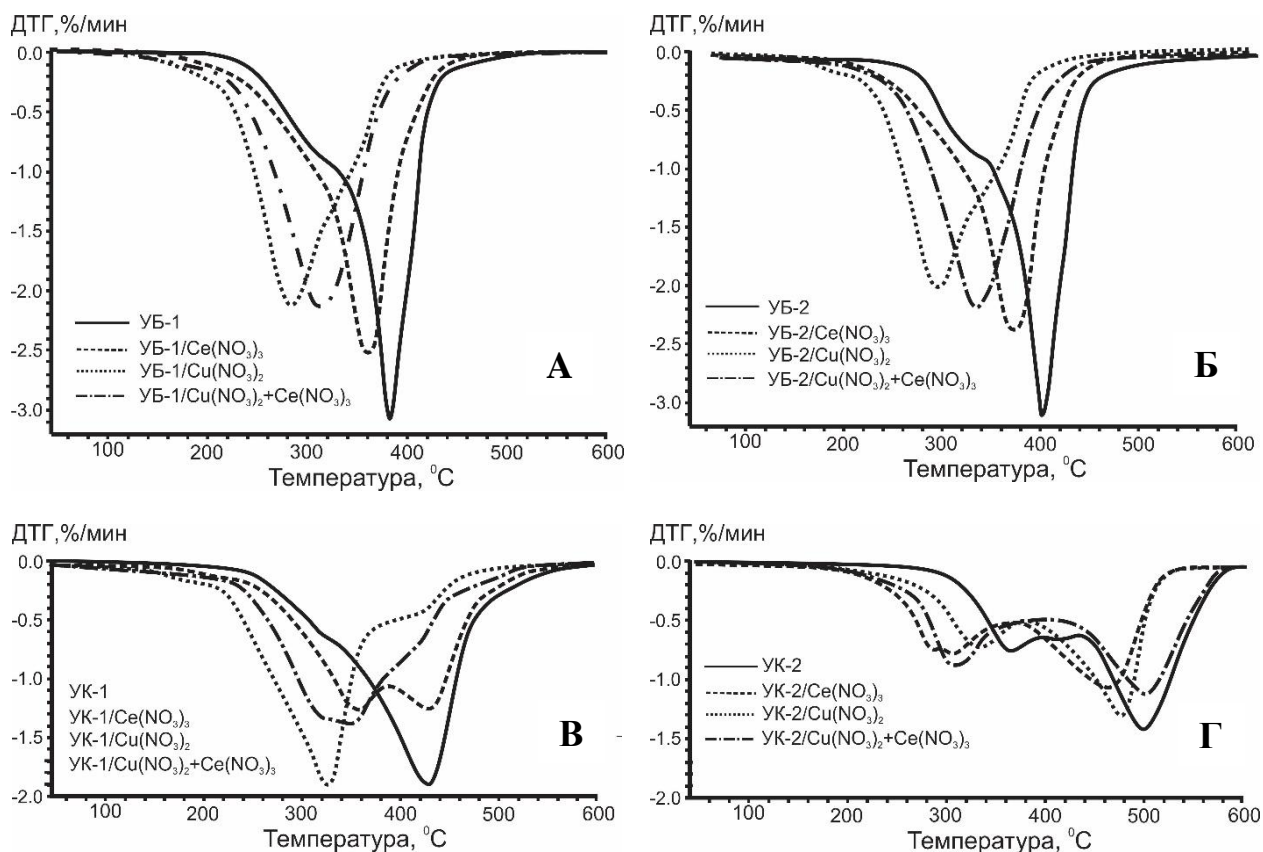 ДТГ,%/мин
0.0
-0.5
-1.0
-1.5
-2.0
-2.5
-3.0
УБ-1
УБ-1/Ce(NO₃)₃
УБ-1/Cu(NO₃)₂
УБ-1/Cu(NO₃)₂+Ce(NO₃)₃
А
100 200 300 400 500 600
Температура, ⁰C
ДТГ,%/мин
0.0
-0.5
-1.0
-1.5
-2.0
-2.5
-3.0
УБ-2
УБ-2/Ce(NO₃)₃
УБ-2/Cu(NO₃)₂
УБ-2/Cu(NO₃)₂+Ce(NO₃)₃
Б
100 200 300 400 500 600
Температура, ⁰C
ДТГ,%/мин
0.0
-0.5
-1.0
-1.5
-2.0
УК-1
УК-1/Ce(NO₃)₃
УК-1/Cu(NO₃)₂
УК-1/Cu(NO₃)₂+Ce(NO₃)₃
В
100 200 300 400 500 600
Температура, ⁰C
ДТГ,%/мин
0.0
-0.5
-1.0
-1.5
-2.0
УК-2
УК-2/Ce(NO₃)₃
УК-2/Cu(NO₃)₂
УК-2/Cu(NO₃)₂+Ce(NO₃)₃
Г
100 200 300 400 500 600
Температура, ⁰C